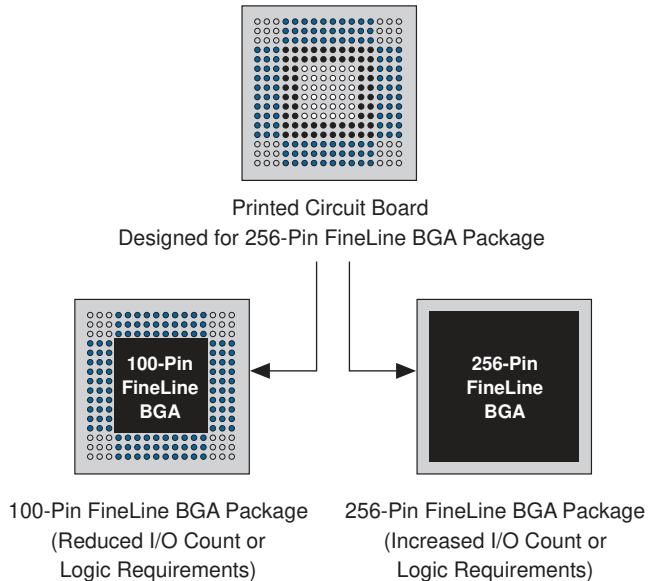 Printed Circuit Board
Designed for 256-Pin FineLine BGA Package
100-Pin
FineLine
BGA
256-Pin
FineLine
BGA
100-Pin FineLine BGA Package
(Reduced I/O Count or
Logic Requirements)
256-Pin FineLine BGA Package
(Increased I/O Count or
Logic Requirements)